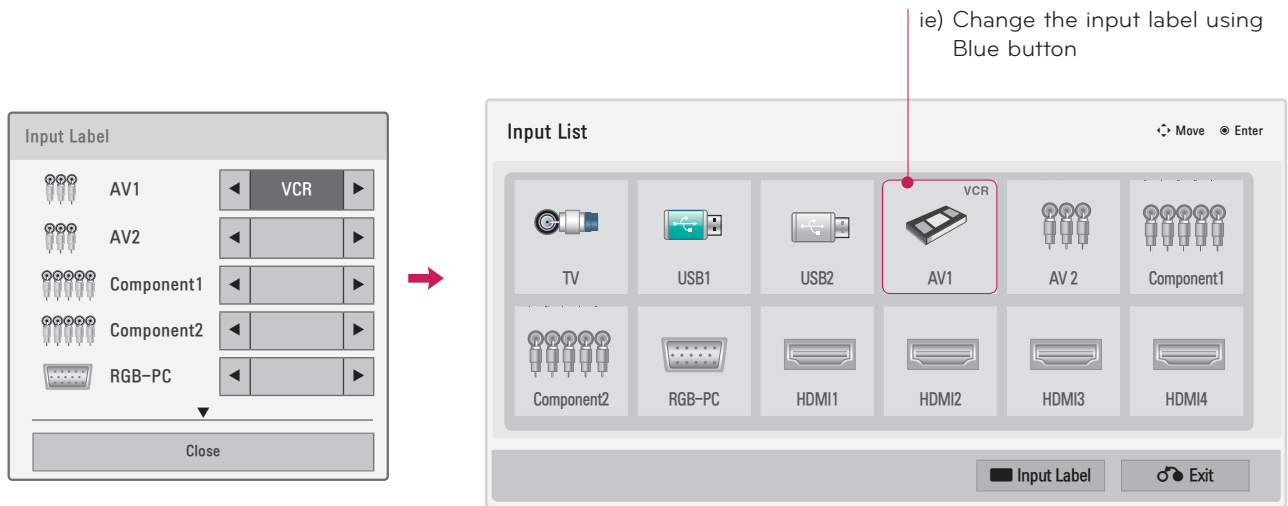 ie) Change the input label using
Blue button
Input Label
AV1
VCR
AV2
Component1
Component2
RGB-PC
Close
Input List
Move
Enter
VCR
TV
USB1
USB2
AV1
AV 2
Component1
Component2
RGB-PC
HDMI1
HDMI2
HDMI3
HDMI4
Input Label
Exit